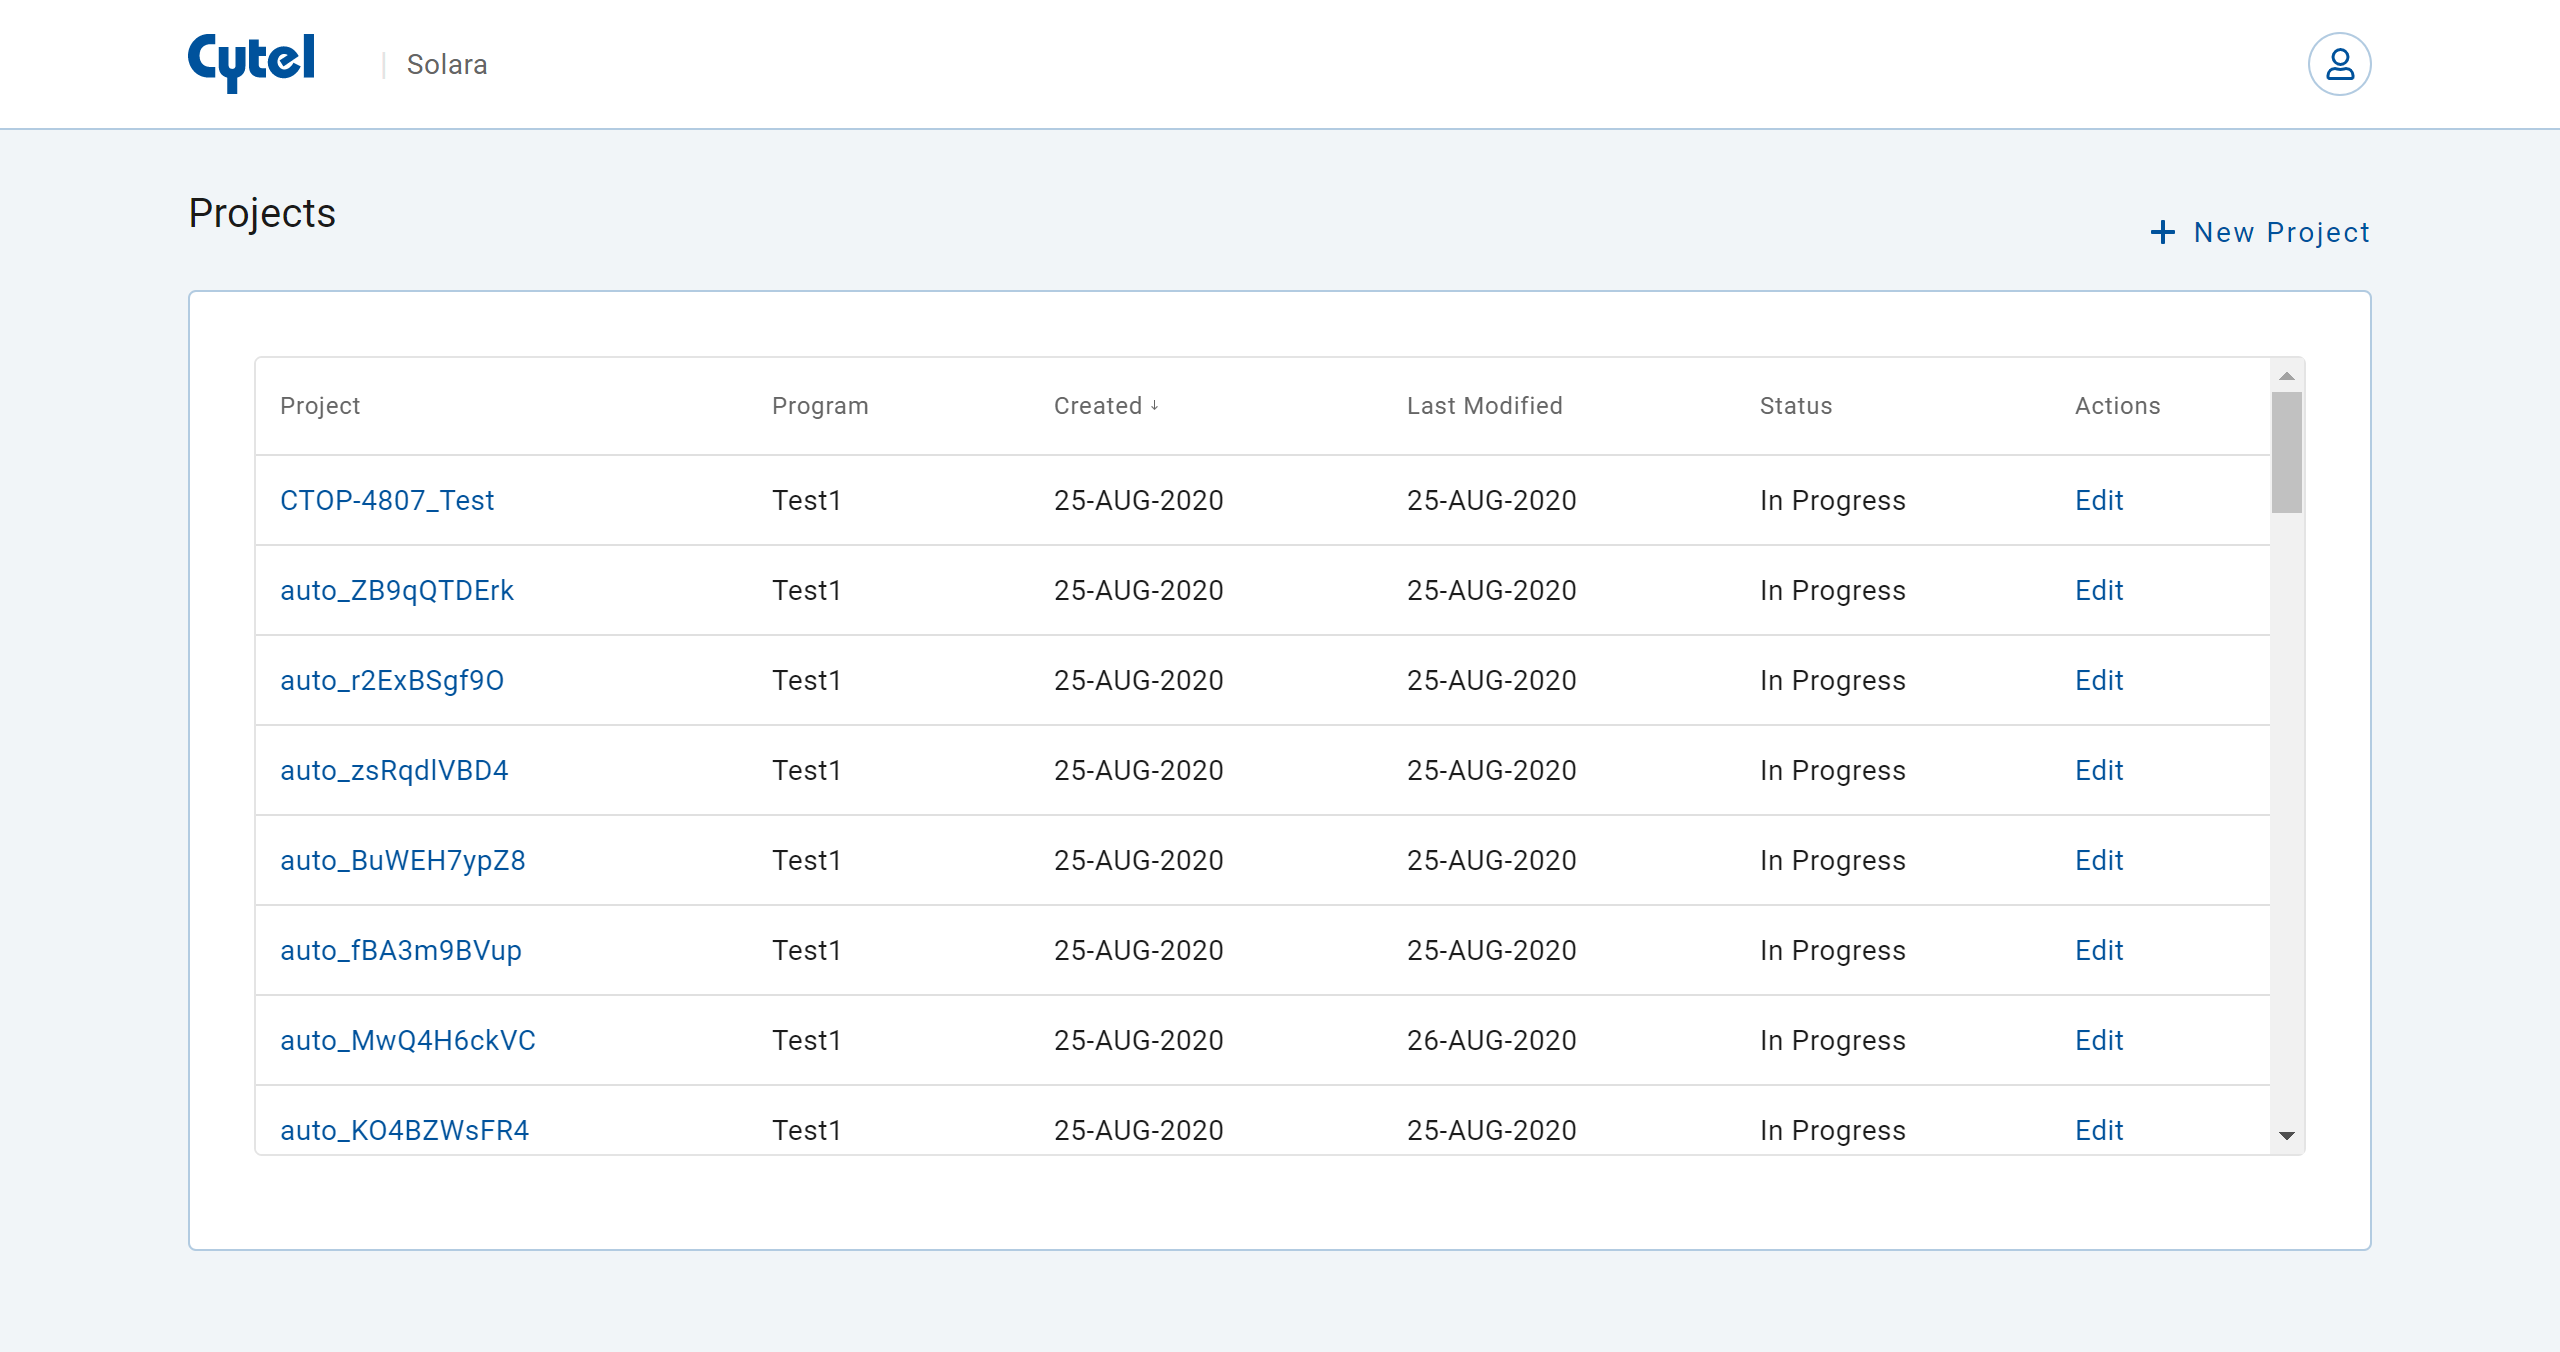 Cytel | Solara
Projects
+ New Project
Project Program Created ↓ Last Modified Status Actions
CTOP-4807_Test Test1 25-AUG-2020 25-AUG-2020 In Progress Edit
auto_ZB9qQTDErk Test1 25-AUG-2020 25-AUG-2020 In Progress Edit
auto_r2ExBSgf9O Test1 25-AUG-2020 25-AUG-2020 In Progress Edit
auto_zsRqdlVBD4 Test1 25-AUG-2020 25-AUG-2020 In Progress Edit
auto_BuWEH7ypZ8 Test1 25-AUG-2020 25-AUG-2020 In Progress Edit
auto_fBA3m9BVup Test1 25-AUG-2020 25-AUG-2020 In Progress Edit
auto_MwQ4H6ckVC Test1 25-AUG-2020 26-AUG-2020 In Progress Edit
auto_KO4BZWsFR4 Test1 25-AUG-2020 25-AUG-2020 In Progress Edit